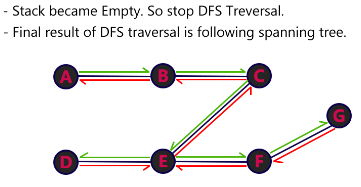 - Stack became Empty. So stop DFS Treversal.
- Final result of DFS traversal is following spanning tree.
A B C
G
D E F